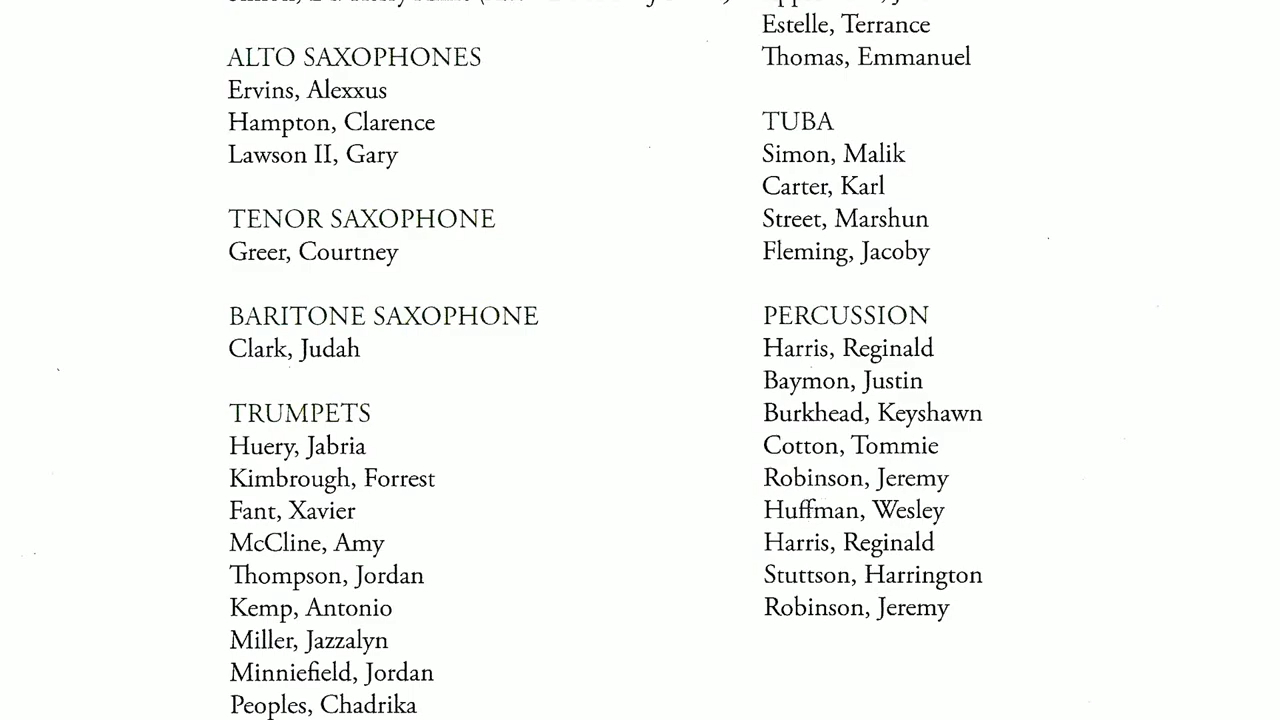 ALTO SAXOPHONES
Ervins, Alexxus
Hampton, Clarence
Lawson II, Gary
TENOR SAXOPHONE
Greer, Courtney
BARITONE SAXOPHONE
Clark, Judah
TRUMPETS
Huery, Jabria
Kimbrough, Forrest
Fant, Xavier
McCline, Amy
Thompson, Jordan
Kemp, Antonio
Miller, Jazzalyn
Minniefield, Jordan
Peoples, Chadrika
Estelle, Terrance
Thomas, Emmanuel
TUBA
Simon, Malik
Carter, Karl
Street, Marshun
Fleming, Jacoby
PERCUSSION
Harris, Reginald
Baymon, Justin
Burkhead, Keyshawn
Cotton, Tommie
Robinson, Jeremy
Huffman, Wesley
Harris, Reginald
Stuttson, Harrington
Robinson, Jeremy